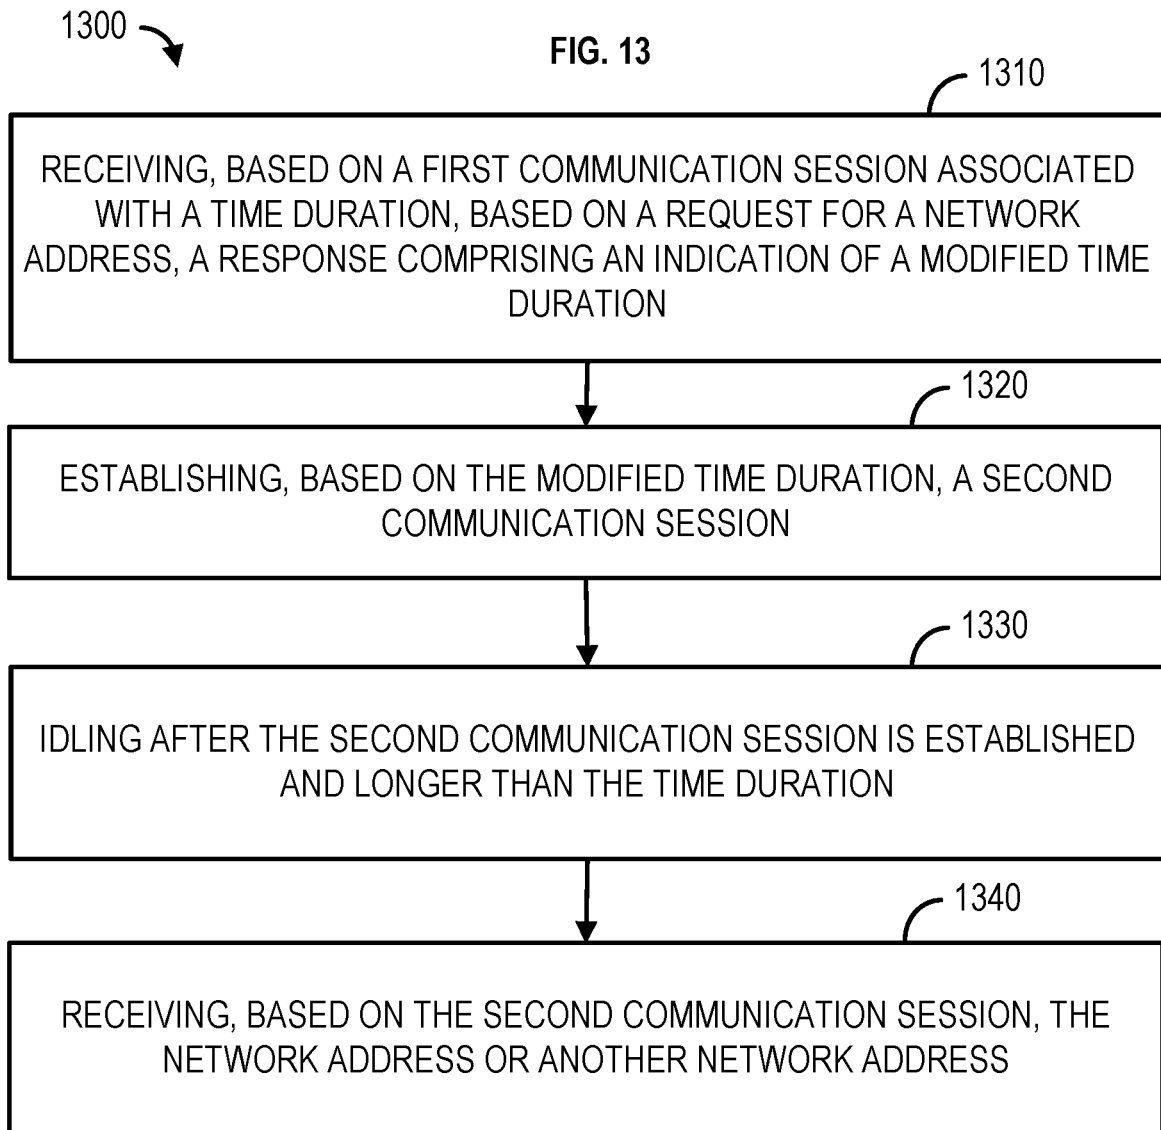 1300
FIG. 13
1310
RECEIVING, BASED ON A FIRST COMMUNICATION SESSION ASSOCIATED
WITH A TIME DURATION, BASED ON A REQUEST FOR A NETWORK
ADDRESS, A RESPONSE COMPRISING AN INDICATION OF A MODIFIED TIME
DURATION
1320
ESTABLISHING, BASED ON THE MODIFIED TIME DURATION, A SECOND
COMMUNICATION SESSION
1330
IDLING AFTER THE SECOND COMMUNICATION SESSION IS ESTABLISHED
AND LONGER THAN THE TIME DURATION
1340
RECEIVING, BASED ON THE SECOND COMMUNICATION SESSION, THE
NETWORK ADDRESS OR ANOTHER NETWORK ADDRESS